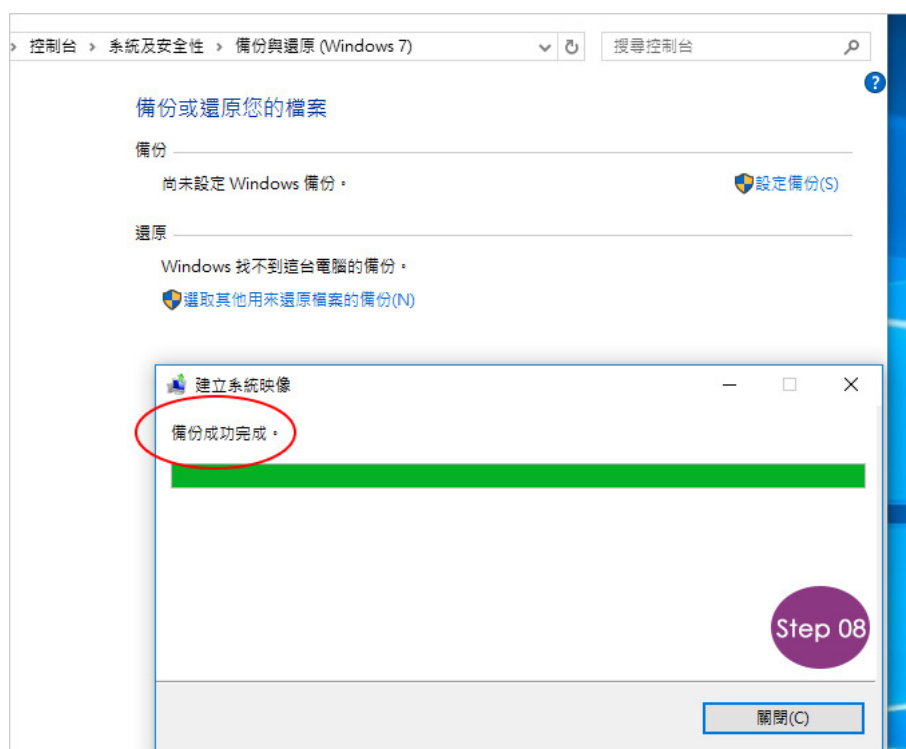 控制台 › 系統及安全性 › 備份與還原 (Windows 7)
搜尋控制台
備份或還原您的檔案
備份
尚未設定 Windows 備份。
設定備份(S)
還原
Windows 找不到這台電腦的備份。
選取其他用來還原檔案的備份(N)
建立系統映像
備份成功完成。
Step 08
關閉(C)